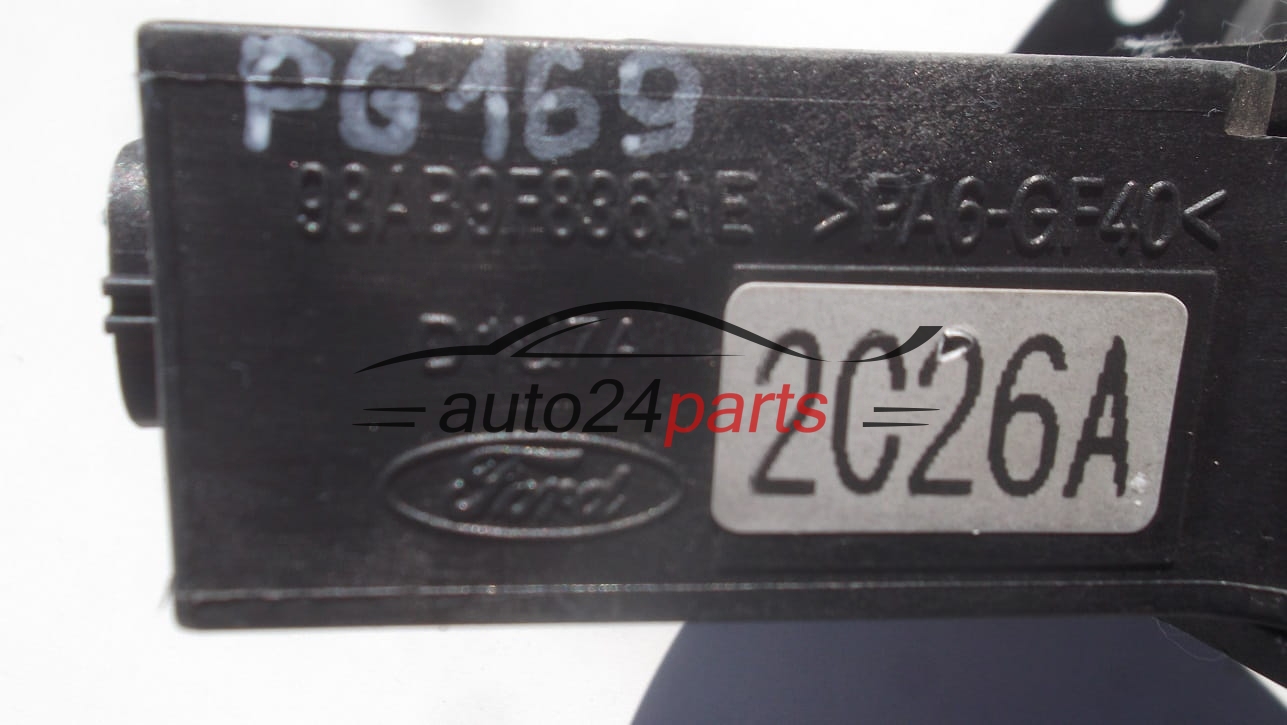 PG169
98AB9F836AE >PA6-GF40<
2C26A
auto24parts
Ford